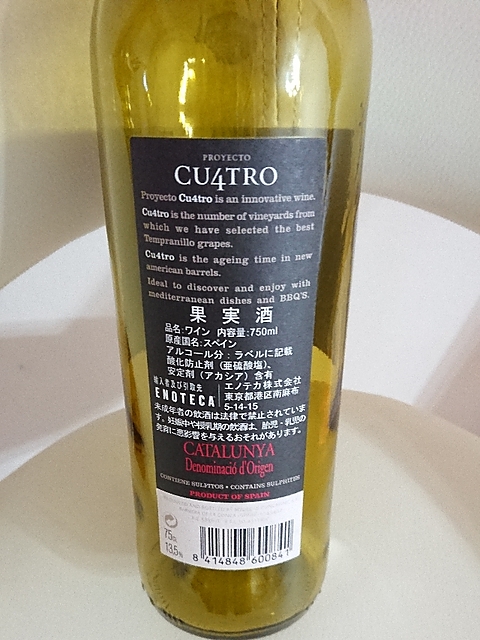 PROYECTO
CU4TRO
Proyecto Cu4tro is an innovative wine.
Cu4tro is the number of vineyards from
which we have selected the best
Tempranillo grapes.
Cu4tro is the ageing time in new
american barrels.
Ideal to discover and enjoy with
mediterranean dishes and BBQ'S.
果実酒
品名:ワイン 内容量:750ml
原産国名:スペイン
アルコール分:ラベルに記載
酸化防止剤(亜硫酸塩)、
安定剤(アカシア)含有
輸入者及び引取先 エノテカ株式会社
ENOTECA 東京都港区南麻布
5-14-15
未成年者の飲酒は法律で禁止されていま
す。妊娠中や授乳期の飲酒は、胎児・乳児の
発育に悪影響を与えるおそれがあります。
CATALUNYA
Denominació d'Origen
CONTIENE SULFITOS • CONTAINS SULPHITES
PRODUCT OF SPAIN
75cl
13,5%
8 414848 600841